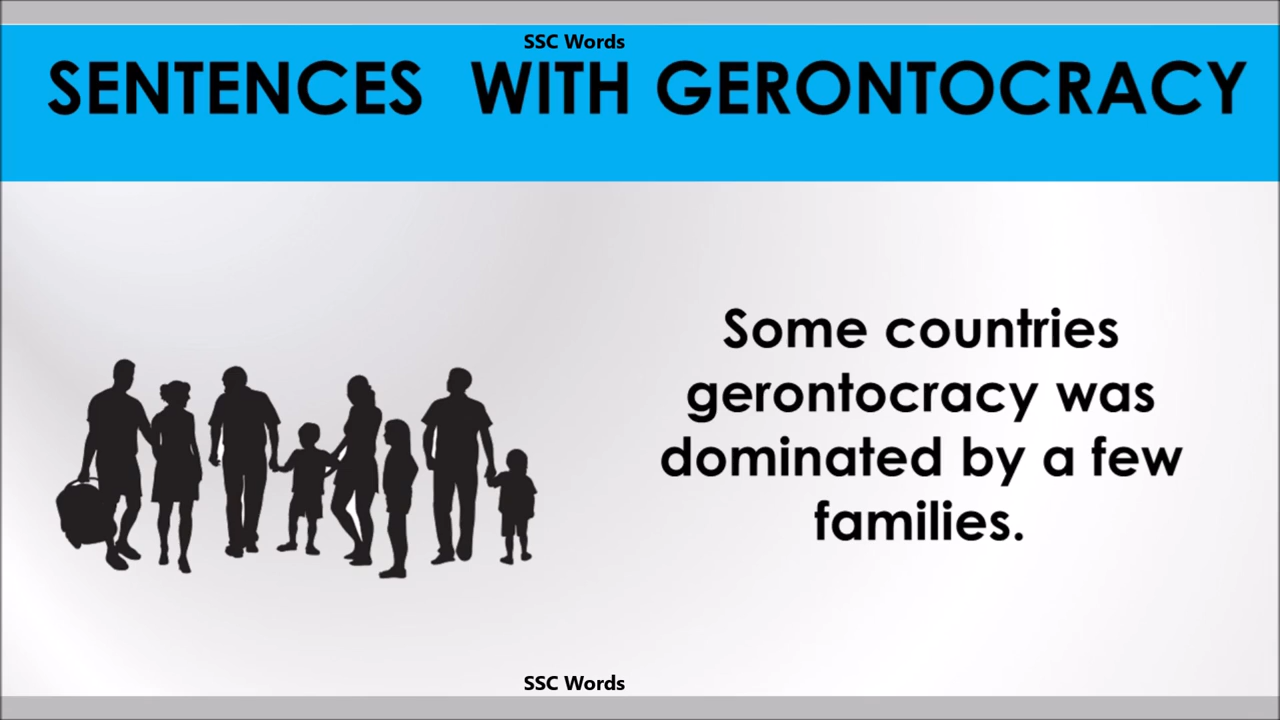 SSC Words
SENTENCES WITH GERONTOCRACY
Some countries
gerontocracy was
dominated by a few
families.
SSC Words